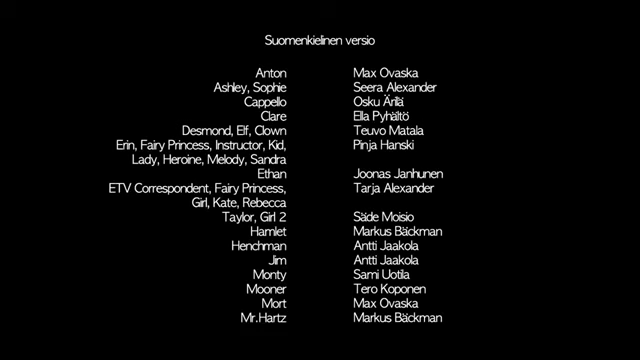 Suomenkielinen versio
Anton Max Ovaska
Ashley, Sophie Seera Alexander
Cappello Osku Ärilä
Clare Ella Pyhältö
Desmond, Elf, Clown Teuvo Matala
Erin, Fairy Princess, Instructor, Kid, Pinja Hanski
Lady, Heroine, Melody, Sandra
Ethan Joonas Janhunen
ETV Correspondent, Fairy Princess, Tarja Alexander
Girl, Kate, Rebecca
Taylor, Girl 2 Säde Moisio
Hamlet Markus Bäckman
Henchman Antti Jaakola
Jim Antti Jaakola
Monty Sami Uotila
Mooner Tero Koponen
Mort Max Ovaska
Mr.Hartz Markus Bäckman